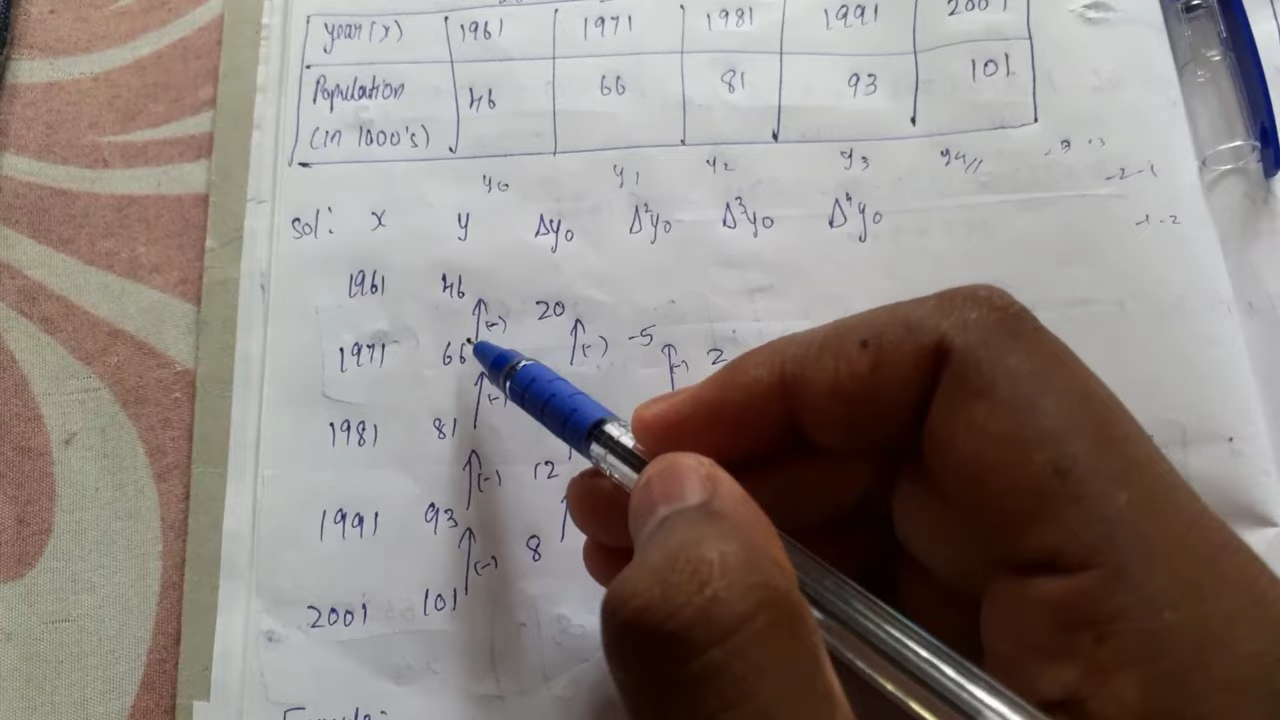 year(x) 1961 1971 1981 1991 2001
Population 46 66 81 93 101
(in 1000's)
y0 y1 y2 y3 y4
Sol: x y Δy0 Δ²y0 Δ³y0 Δ⁴y0
1961 46
(-) 20
1971 66 (-) -5
(-) (-) 2
1981 81
(-) 12
1991 93
(-) 8
2001 101